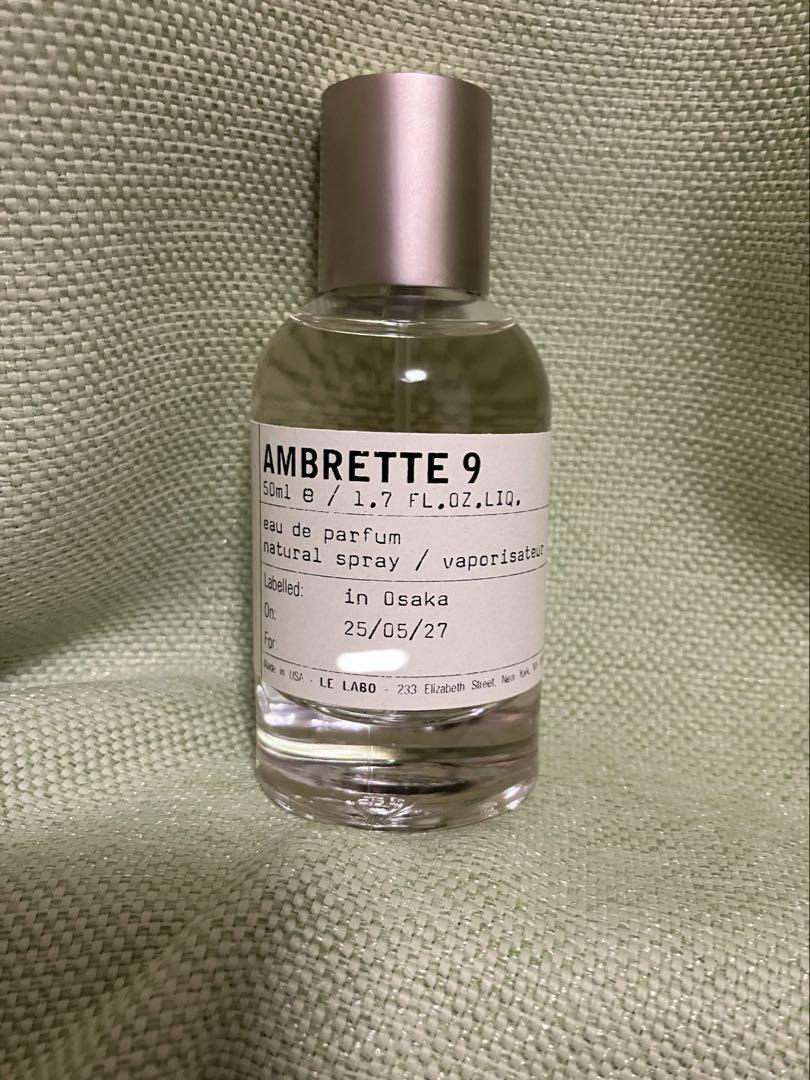 AMBRETTE 9
50ml e / 1.7 FL.OZ.LIQ.
eau de parfum
natural spray / vaporisateur
Labelled: in Osaka
On: 25/05/27
For:
Made in USA - LE LABO - 233 Elizabeth Street, New York,